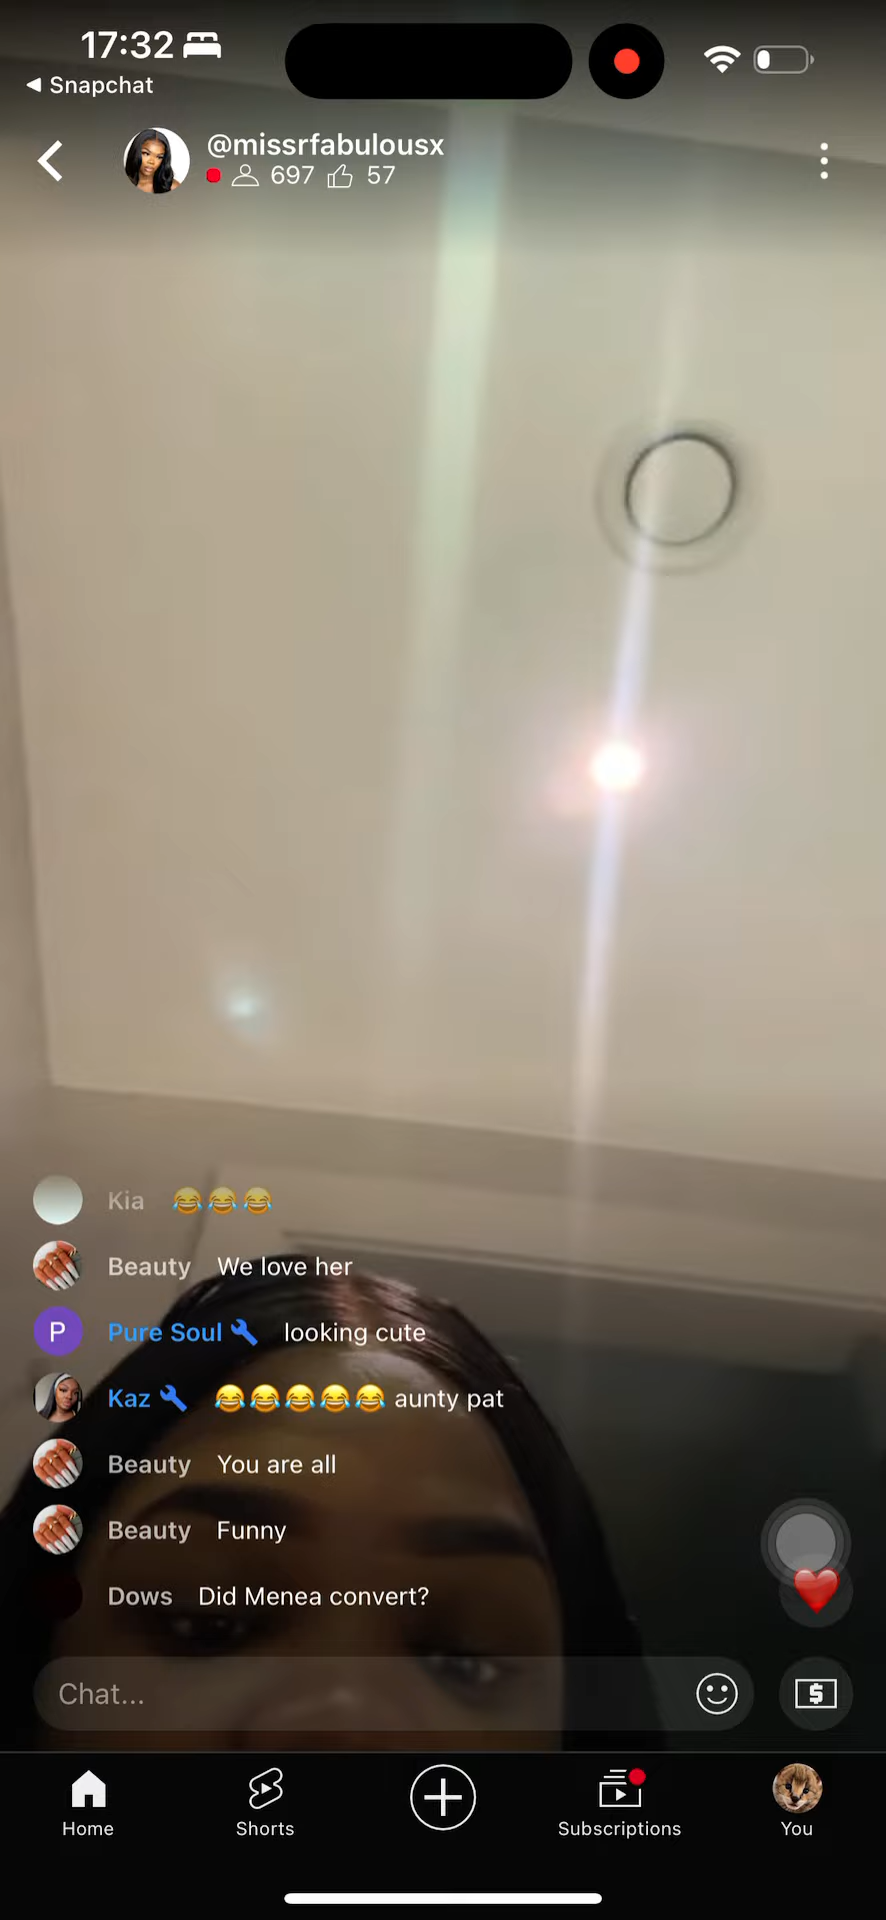 17:32
Snapchat
@missrfabulousx
697 57
Kia 😂😂😂
Beauty We love her
P Pure Soul looking cute
Kaz 😂😂😂😂😂 aunty pat
Beauty You are all
Beauty Funny
Dows Did Menea convert?
Chat...
Home Shorts Subscriptions You